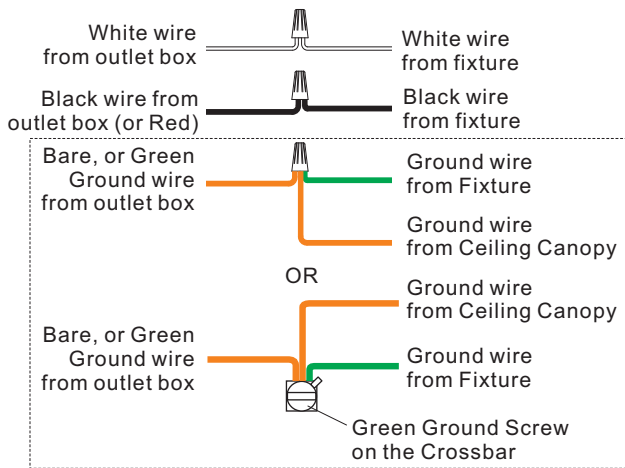 White wire
from outlet box
White wire
from fixture
Black wire from
outlet box (or Red)
Black wire
from fixture
Bare, or Green
Ground wire
from outlet box
Ground wire
from Fixture
Ground wire
from Ceiling Canopy
OR
Ground wire
from Ceiling Canopy
Bare, or Green
Ground wire
from outlet box
Ground wire
from Fixture
Green Ground Screw
on the Crossbar